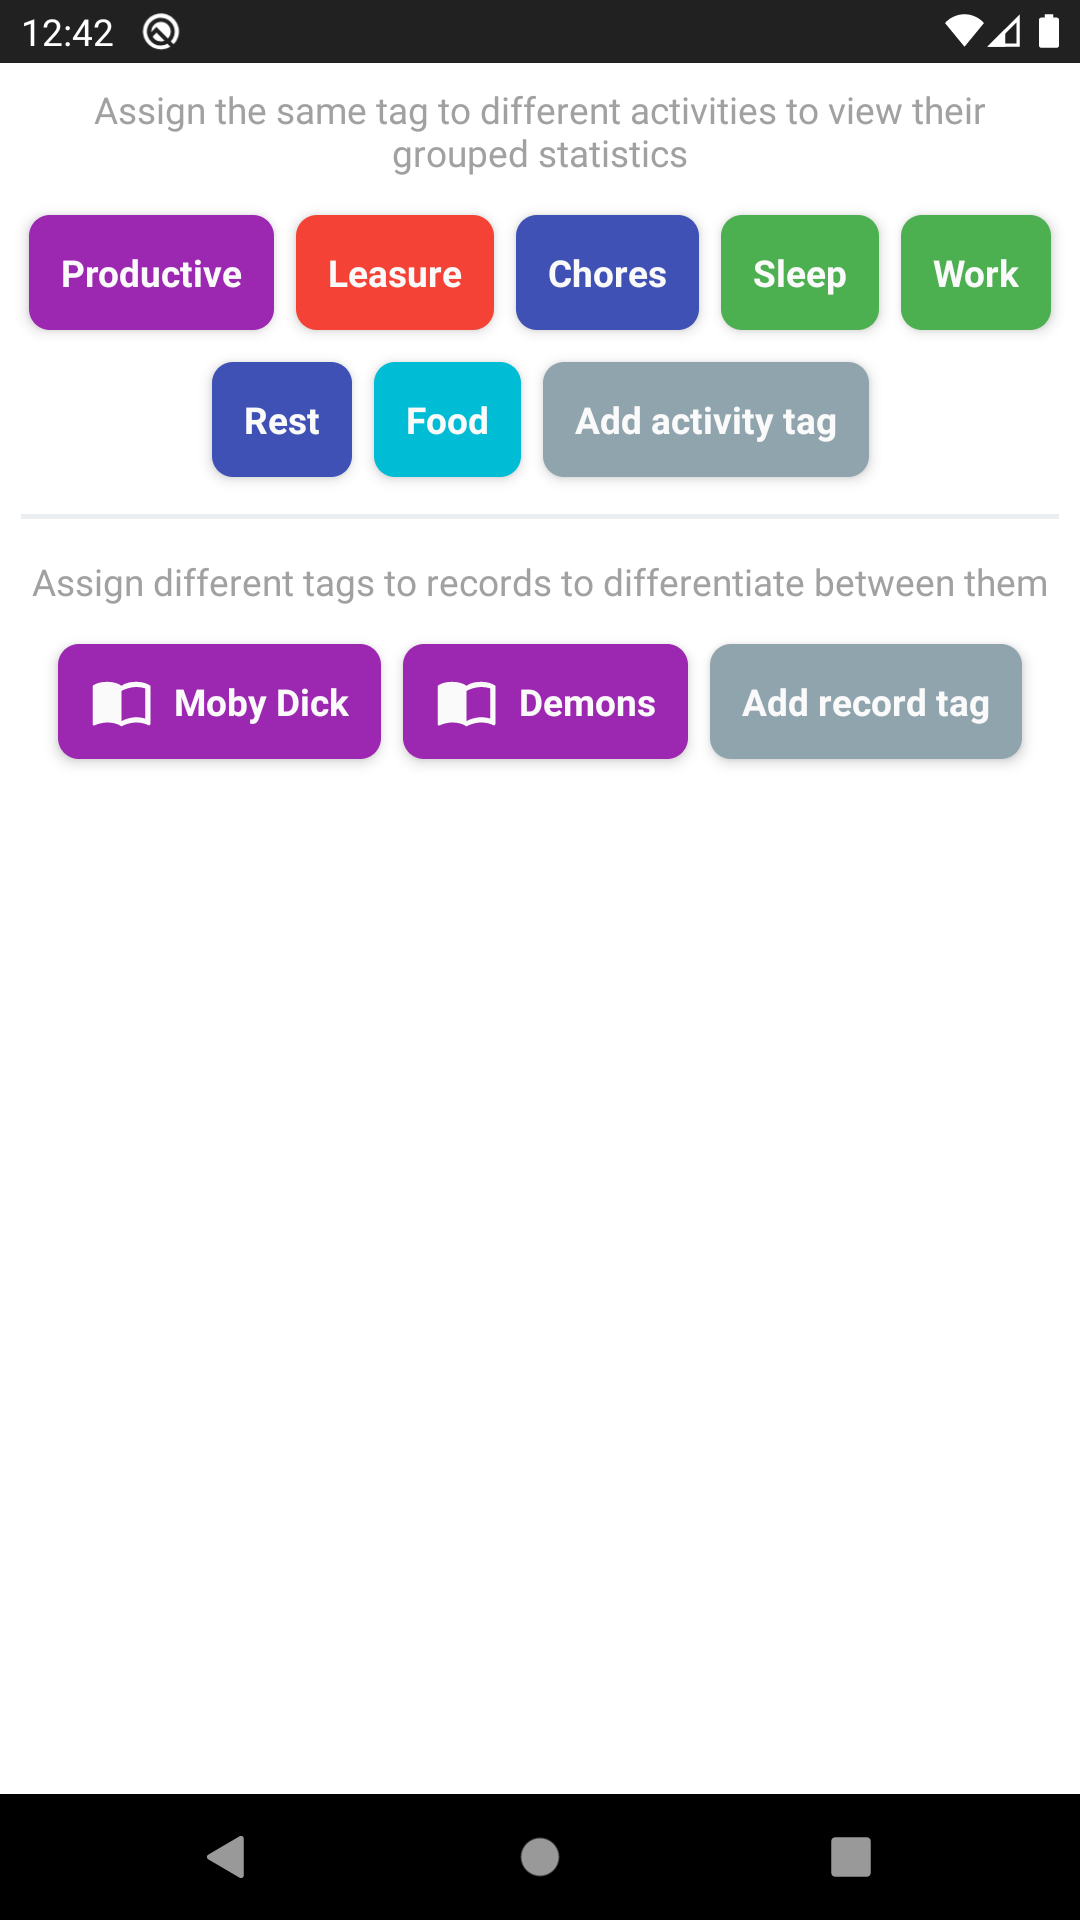 12:42
Assign the same tag to different activities to view their
grouped statistics
Productive Leasure Chores Sleep Work
Rest Food Add activity tag
Assign different tags to records to differentiate between them
Moby Dick Demons Add record tag